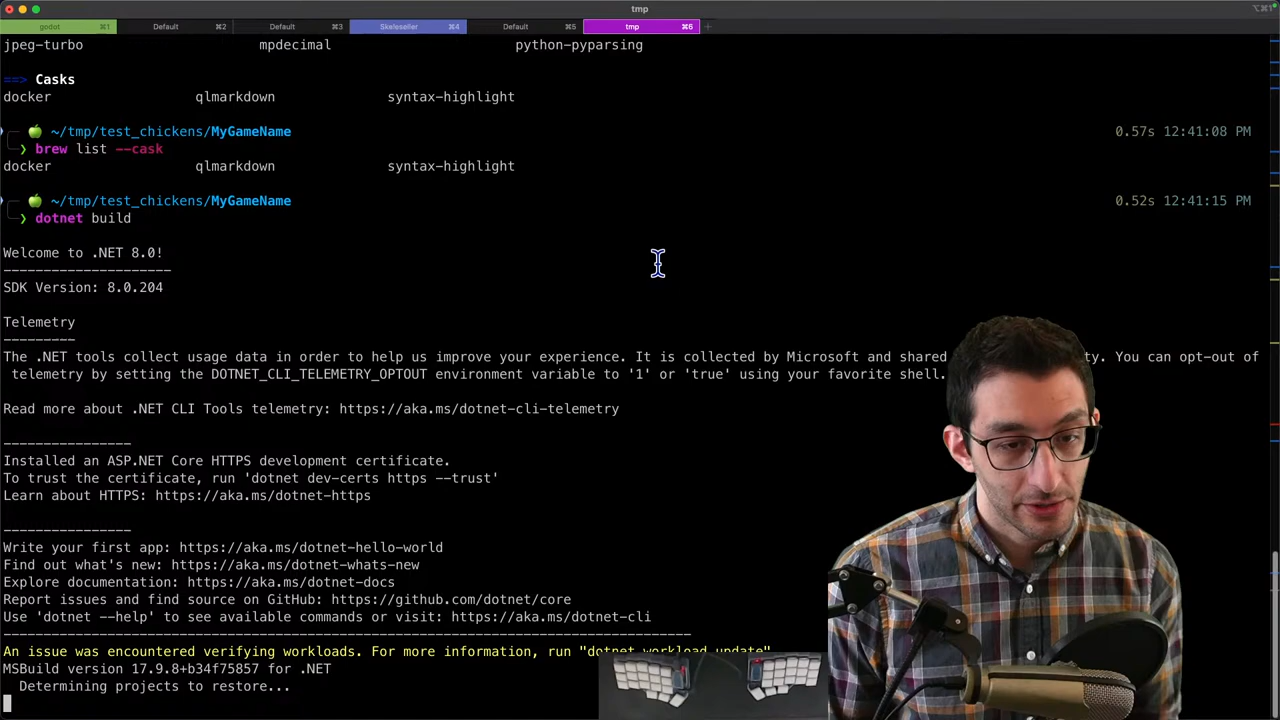 tmp
⌥⌘1
godot ⌘1 Default ⌘2 Default ⌘3 Skeleseller ⌘4 Default ⌘5 tmp ⌘6 +
jpeg-turbo mpdecimal python-pyparsing
==> Casks
docker qlmarkdown syntax-highlight
~/tmp/test_chickens/MyGameName 0.57s 12:41:08 PM
❯ brew list --cask
docker qlmarkdown syntax-highlight
~/tmp/test_chickens/MyGameName 0.52s 12:41:15 PM
❯ dotnet build
Welcome to .NET 8.0!
---------------------
SDK Version: 8.0.204
Telemetry
---------
The .NET tools collect usage data in order to help us improve your experience. It is collected by Microsoft and shared ty. You can opt-out of
telemetry by setting the DOTNET_CLI_TELEMETRY_OPTOUT environment variable to '1' or 'true' using your favorite shell.
Read more about .NET CLI Tools telemetry: https://aka.ms/dotnet-cli-telemetry
----------------
Installed an ASP.NET Core HTTPS development certificate.
To trust the certificate, run 'dotnet dev-certs https --trust'
Learn about HTTPS: https://aka.ms/dotnet-https
----------------
Write your first app: https://aka.ms/dotnet-hello-world
Find out what's new: https://aka.ms/dotnet-whats-new
Explore documentation: https://aka.ms/dotnet-docs
Report issues and find source on GitHub: https://github.com/dotnet/core
Use 'dotnet --help' to see available commands or visit: https://aka.ms/dotnet-cli
--------------------------------------------------------------------------------------
An issue was encountered verifying workloads. For more information, run "dotnet workload update".
MSBuild version 17.9.8+b34f75857 for .NET
Determining projects to restore...